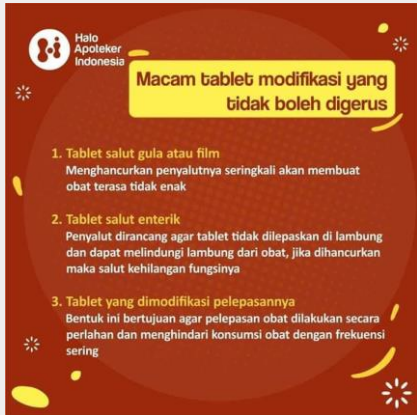 Halo
Apoteker
Indonesia
Macam tablet modifikasi yang
tidak boleh digerus
1. Tablet salut gula atau film
Menghancurkan penyalutnya seringkali akan membuat
obat terasa tidak enak
2. Tablet salut enterik
Penyalut dirancang agar tablet tidak dilepaskan di lambung
dan dapat melindungi lambung dari obat, jika dihancurkan
maka salut kehilangan fungsinya
3. Tablet yang dimodifikasi pelepasannya
Bentuk ini bertujuan agar pelepasan obat dilakukan secara
perlahan dan menghindari konsumsi obat dengan frekuensi
sering